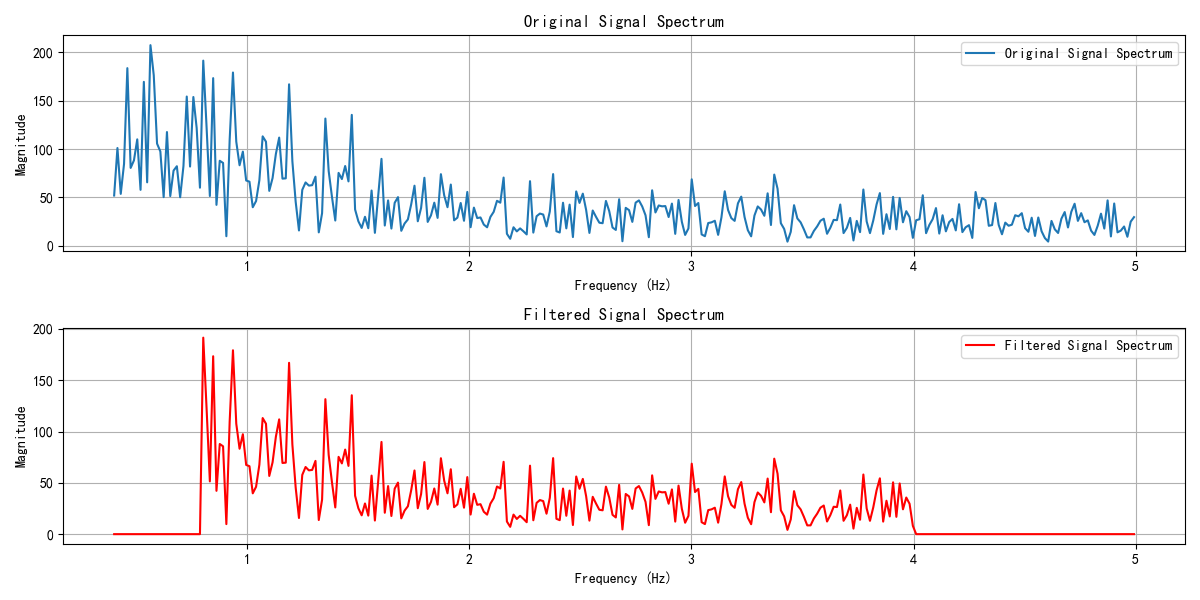 Original Signal Spectrum
Original Signal Spectrum
200
150
100
50
0
Magnitude
1 2 3 4 5
Frequency (Hz)
Filtered Signal Spectrum
Filtered Signal Spectrum
200
150
100
50
0
Magnitude
1 2 3 4 5
Frequency (Hz)